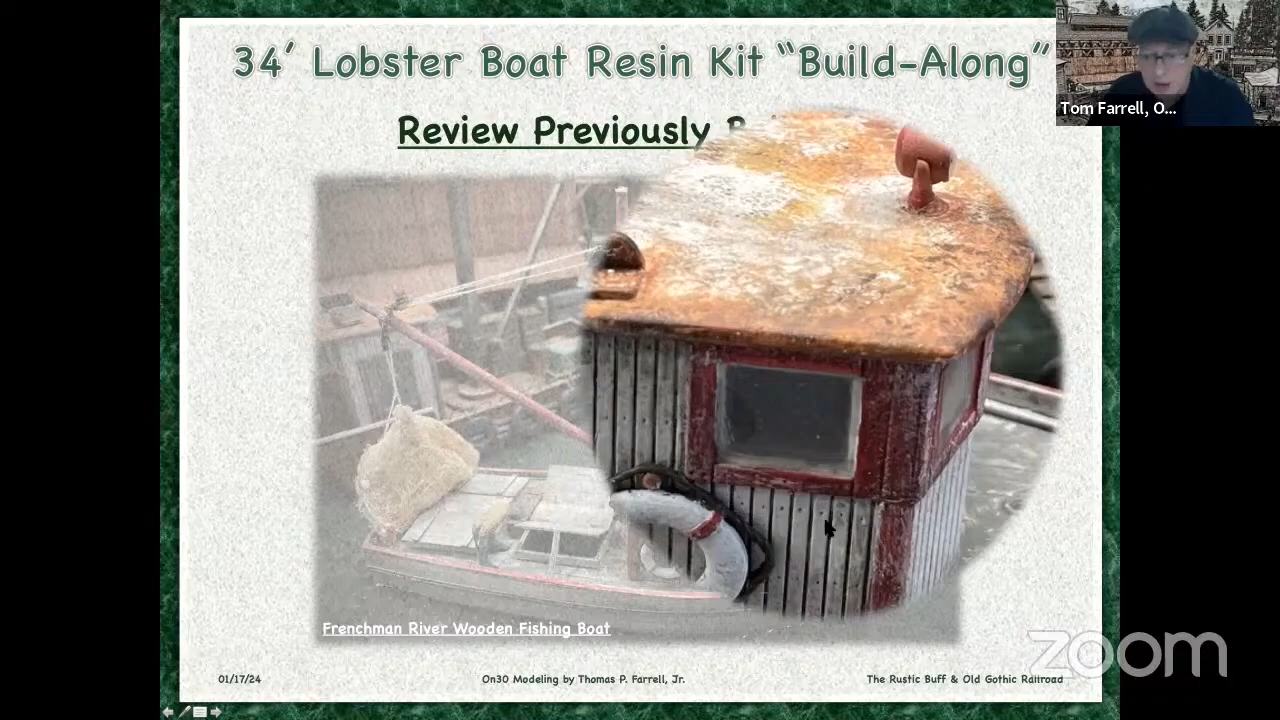 34' Lobster Boat Resin Kit “Build-Along”
Tom Farrell, O...
Review Previously
Frenchman River Wooden Fishing Boat
zoom
01/17/24
On30 Modeling by Thomas P. Farrell, Jr.
The Rustic Buff & Old Gothic Railroad